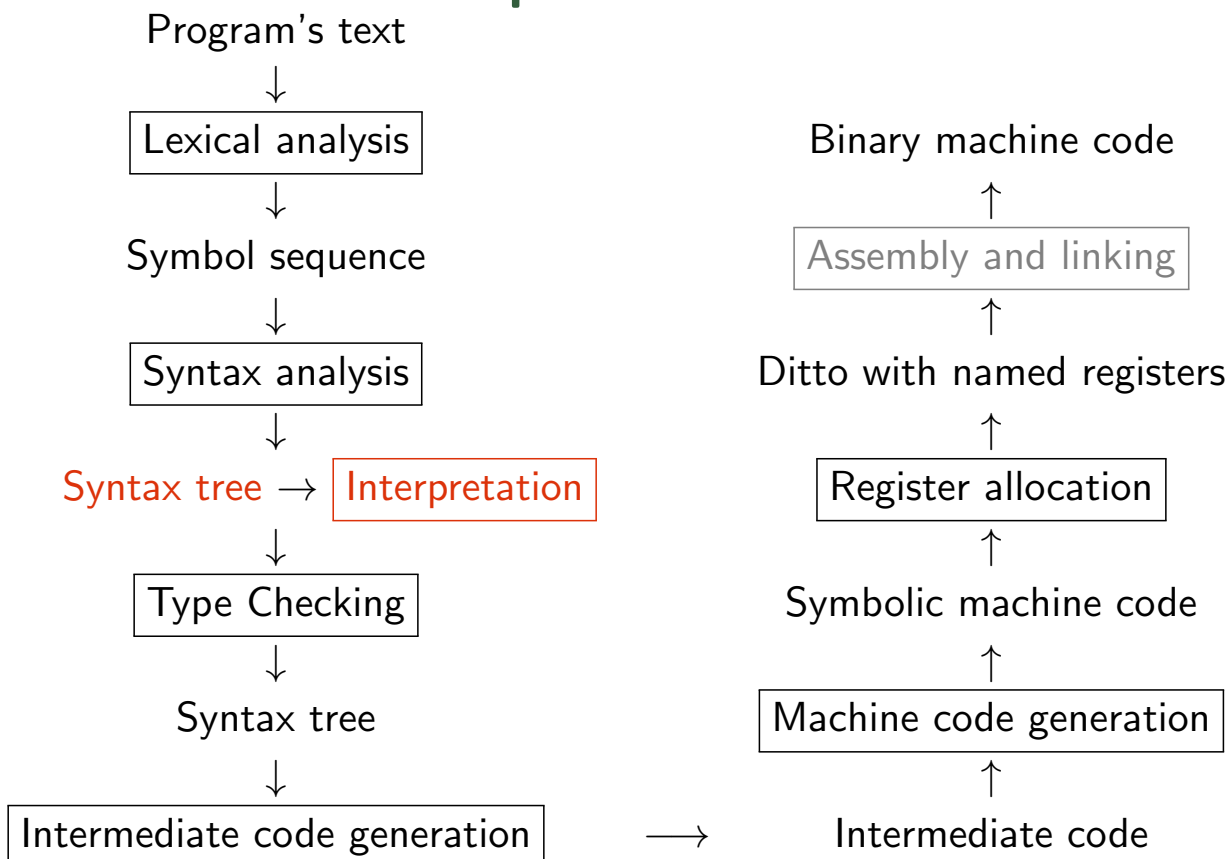 Program's text
↓
Lexical analysis
↓
Symbol sequence
↓
Syntax analysis
↓
Syntax tree → Interpretation
↓
Type Checking
↓
Syntax tree
↓
Intermediate code generation ⟶ Intermediate code
↑
Machine code generation
↑
Symbolic machine code
↑
Register allocation
↑
Ditto with named registers
↑
Assembly and linking
↑
Binary machine code